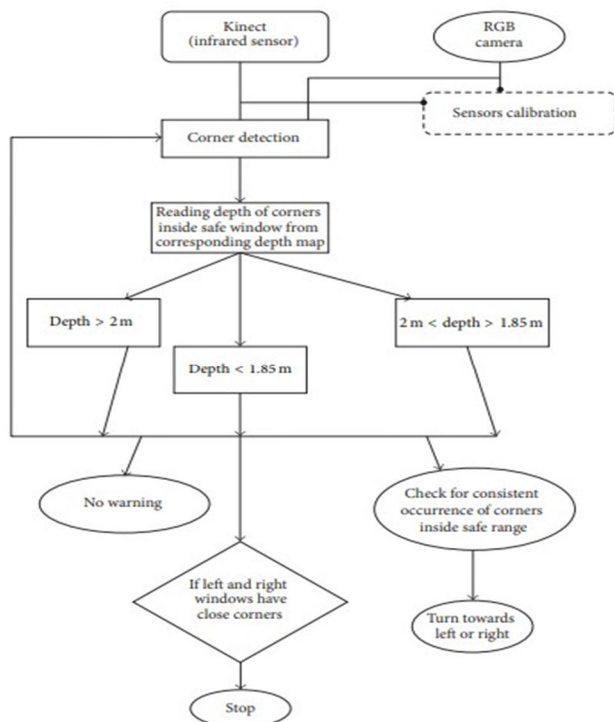 Kinect
(infrared sensor)
RGB
camera
Sensors calibration
Corner detection
Reading depth of corners
inside safe window from
corresponding depth map
Depth > 2 m
2 m < depth > 1.85 m
Depth < 1.85 m
No warning
Check for consistent
occurrence of corners
inside safe range
If left and right
windows have
close corners
Turn towards
left or right
Stop